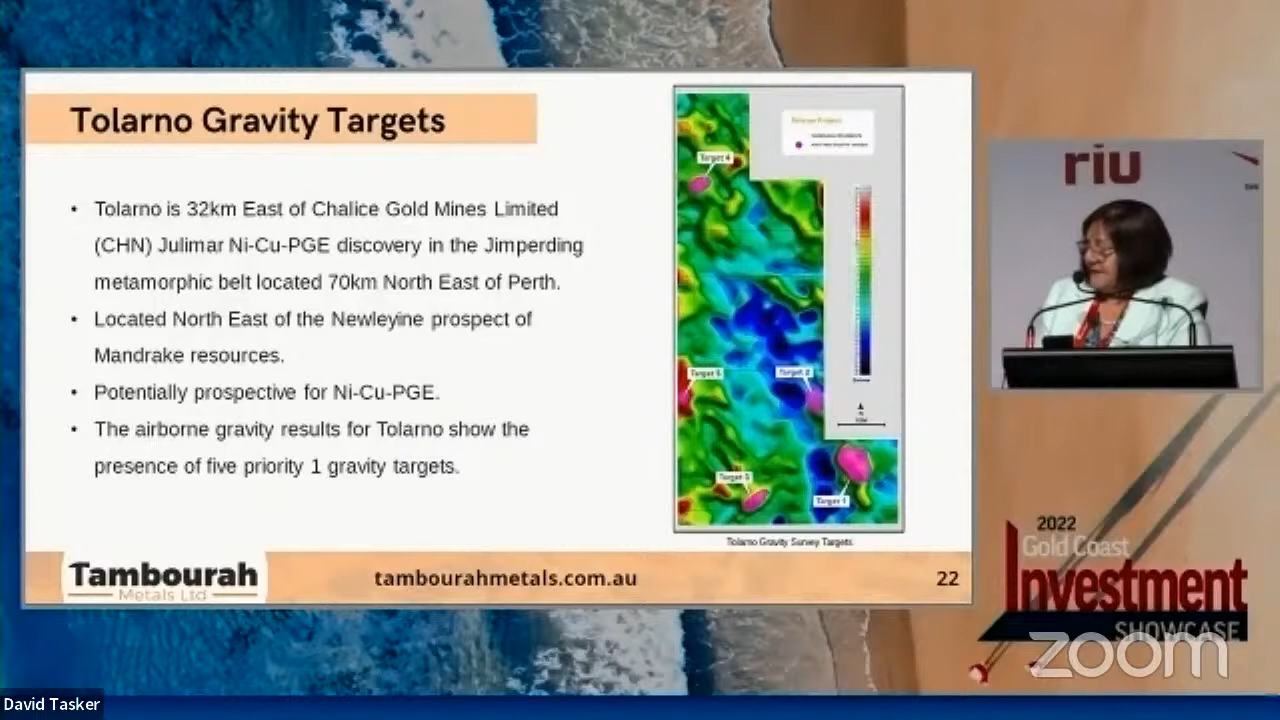 Tolarno Gravity Targets
• Tolarno is 32km East of Chalice Gold Mines Limited
(CHN) Julimar Ni-Cu-PGE discovery in the Jimperding
metamorphic belt located 70km North East of Perth.
• Located North East of the Newleyine prospect of
Mandrake resources.
• Potentially prospective for Ni-Cu-PGE.
• The airborne gravity results for Tolarno show the
presence of five priority 1 gravity targets.
Target 4
Target 5
Target 2
Target 3
Target 1
N
Tolarno Gravity Survey Targets
Tambourah
Metals Ltd
tambourahmetals.com.au
22
riu
2022
Gold Coast
Investment
SHOWCASE
zoom
David Tasker